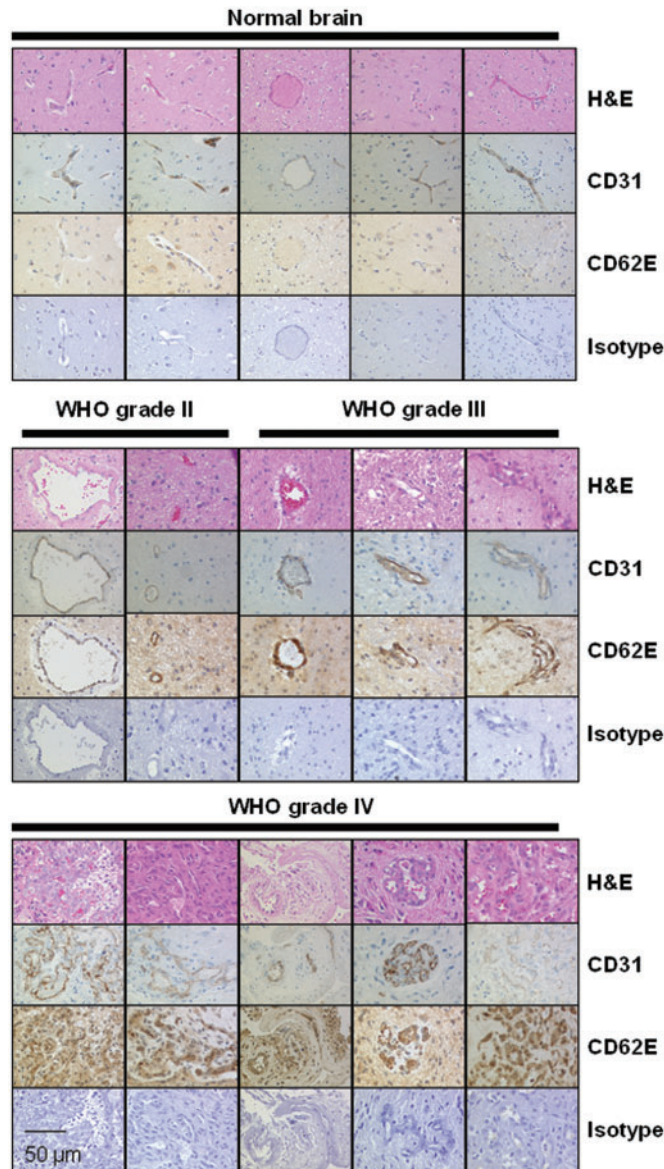 Normal brain
H&E
CD31
CD62E
Isotype
WHO grade II WHO grade III
H&E
CD31
CD62E
Isotype
WHO grade IV
H&E
CD31
CD62E
Isotype
50 µm